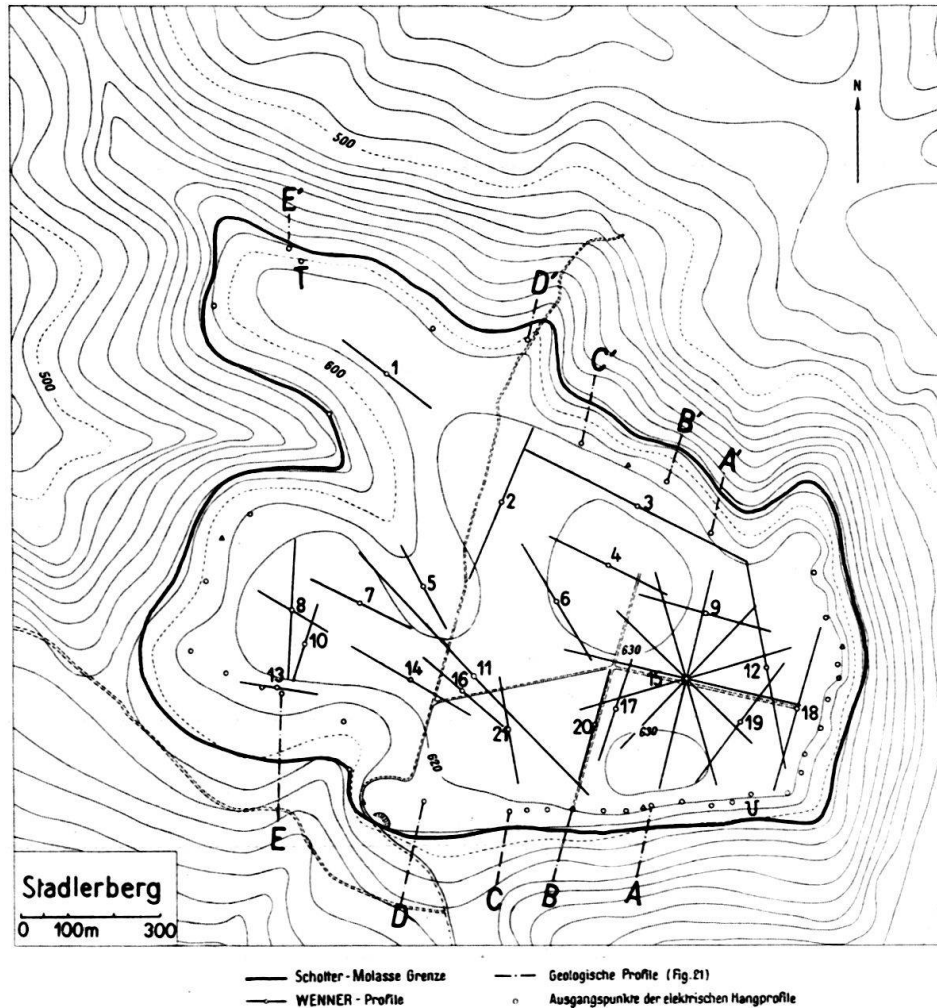 N
500
E'
T
D'
1
600
C'
500
B'
A'
2
3
4
5
7
6
9
8
10
630
14
11
15
12
13
16
17
18
20
19
21
630
620
U
E
D
C
B
A
Stadlerberg
0 100m 300
Schotter-Molasse Grenze
Geologische Profile (Fig.21)
WENNER - Profile
Ausgangspunkte der elektrischen Hangprofile